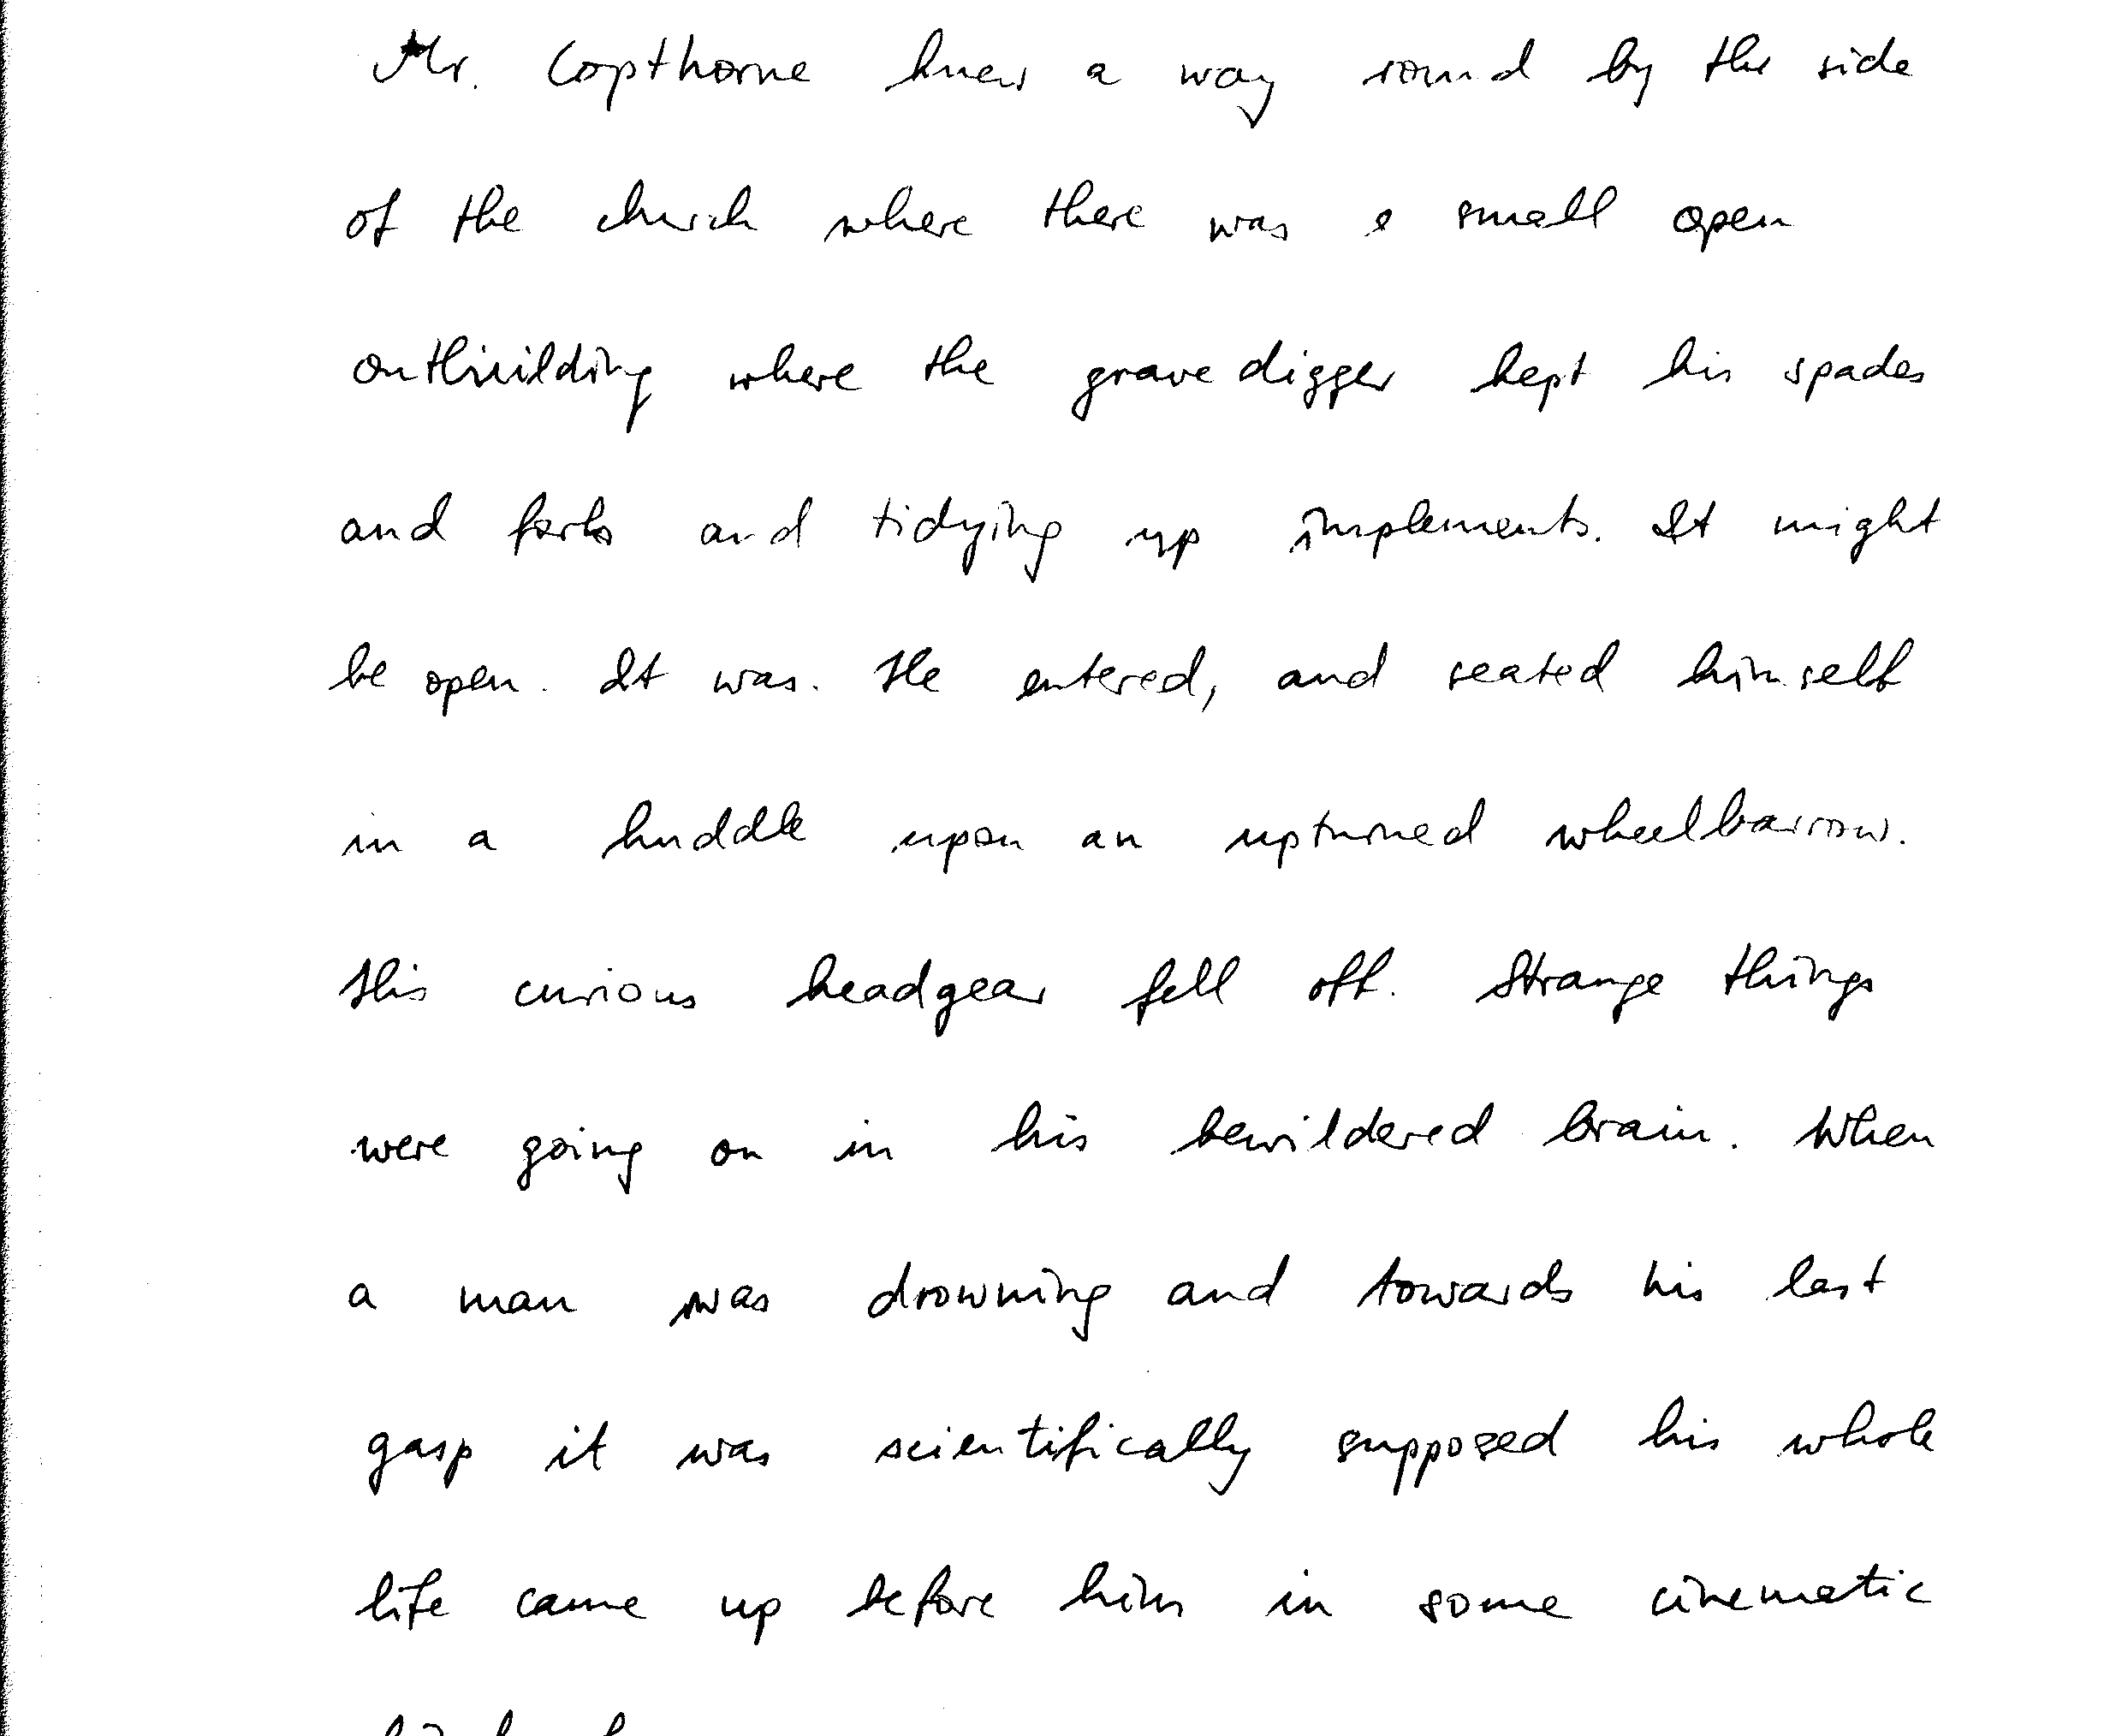 Mr. Copthorne knew a way round by the side
of the church where there was a small open
outbuilding where the gravedigger kept his spades
and forks and tidying up implements. It might
be open. It was. He entered, and seated himself
in a huddle upon an upturned wheelbarrow.
His curious headgear fell off. Strange things
were going on in his bewildered brain. When
a man was drowning and towards his last
gasp it was scientifically supposed his whole
life came up before him in some cinematic